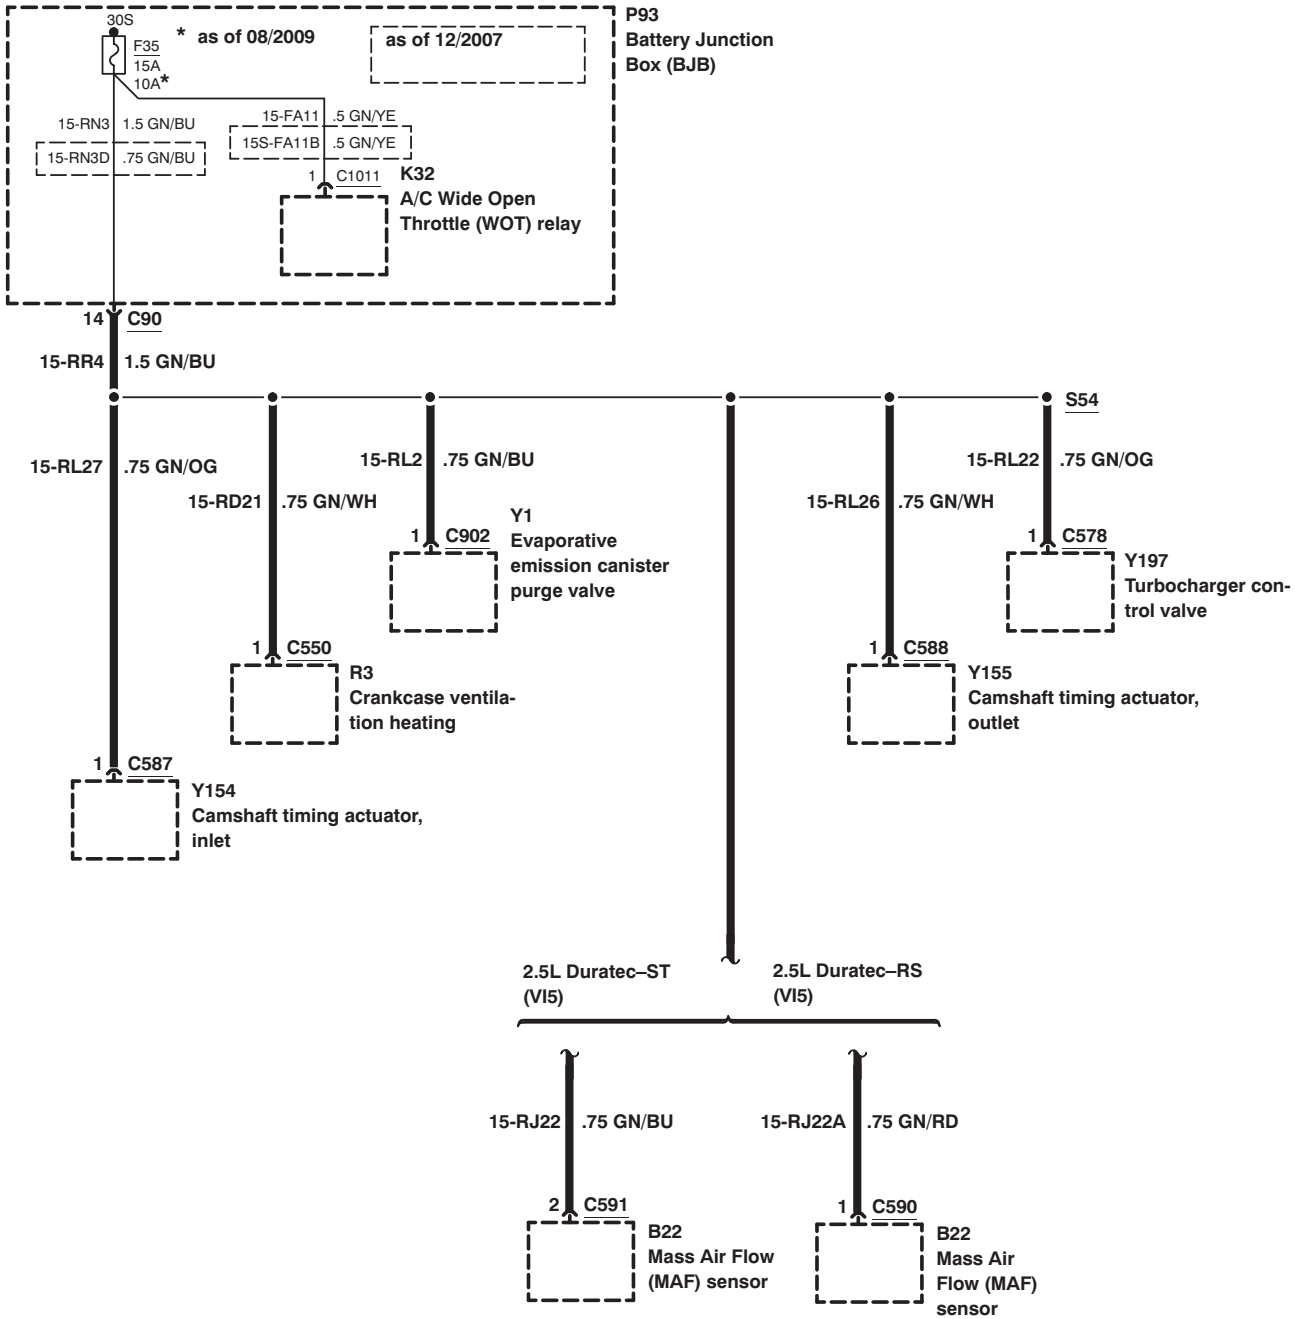 30S
F35
15A
10A*
* as of 08/2009
as of 12/2007
P93
Battery Junction
Box (BJB)
15-RN3 1.5 GN/BU
15-RN3D .75 GN/BU
15-FA11 .5 GN/YE
15S-FA11B .5 GN/YE
1 C1011
K32
A/C Wide Open
Throttle (WOT) relay
14 C90
15-RR4 1.5 GN/BU
S54
15-RL27 .75 GN/OG
15-RD21 .75 GN/WH
15-RL2 .75 GN/BU
15-RL26 .75 GN/WH
15-RL22 .75 GN/OG
1 C902
Y1
Evaporative
emission canister
purge valve
1 C578
Y197
Turbocharger con-
trol valve
1 C550
R3
Crankcase ventila-
tion heating
1 C588
Y155
Camshaft timing actuator,
outlet
1 C587
Y154
Camshaft timing actuator,
inlet
2.5L Duratec–ST
(VI5)
2.5L Duratec–RS
(VI5)
15-RJ22 .75 GN/BU
15-RJ22A .75 GN/RD
2 C591
B22
Mass Air Flow
(MAF) sensor
1 C590
B22
Mass Air
Flow (MAF)
sensor